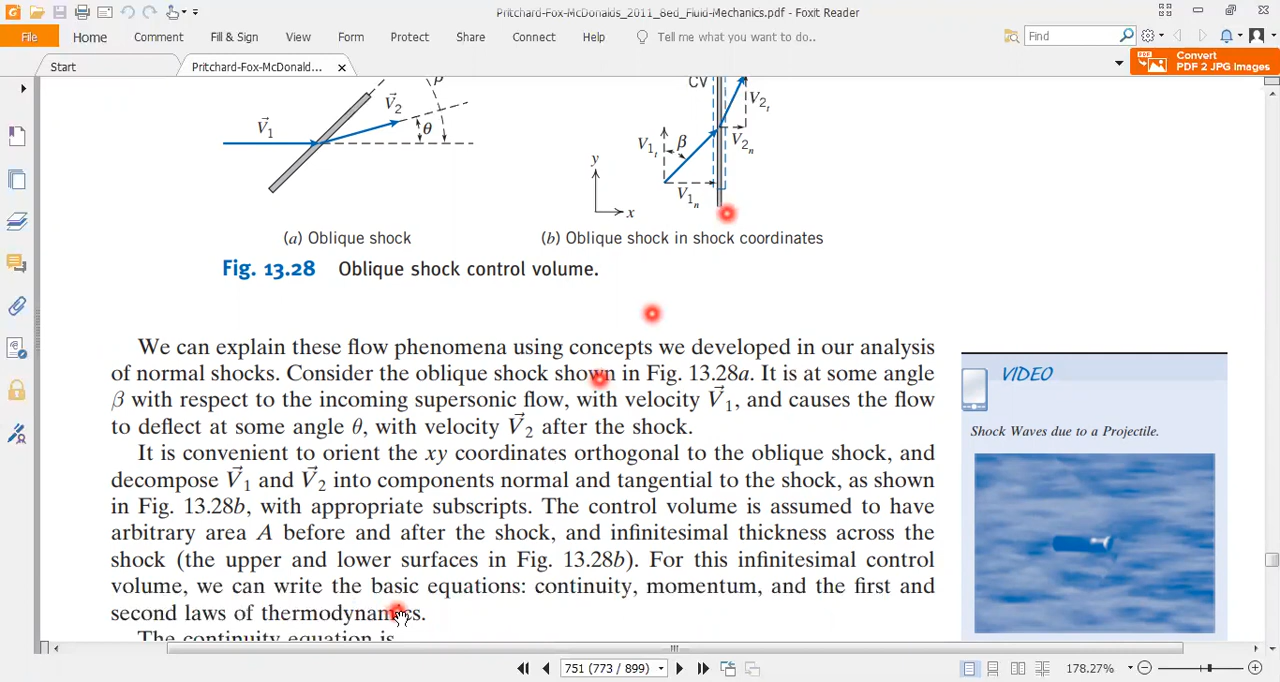 Pritchard-Fox-McDonalds_2011_8ed_Fluid-Mechanics.pdf - Foxit Reader
File Home Comment Fill & Sign View Form Protect Share Connect Help Tell me what you want to do.. Find
Start Pritchard-Fox-McDonald... Convert
PDF 2 JPG Images
V⃗1 V⃗2 θ
CV V2t V1t β V2n V1n y x
(a) Oblique shock (b) Oblique shock in shock coordinates
Fig. 13.28 Oblique shock control volume.
We can explain these flow phenomena using concepts we developed in our analysis
of normal shocks. Consider the oblique shock shown in Fig. 13.28a. It is at some angle
β with respect to the incoming supersonic flow, with velocity V⃗1, and causes the flow
to deflect at some angle θ, with velocity V⃗2 after the shock.
It is convenient to orient the xy coordinates orthogonal to the oblique shock, and
decompose V⃗1 and V⃗2 into components normal and tangential to the shock, as shown
in Fig. 13.28b, with appropriate subscripts. The control volume is assumed to have
arbitrary area A before and after the shock, and infinitesimal thickness across the
shock (the upper and lower surfaces in Fig. 13.28b). For this infinitesimal control
volume, we can write the basic equations: continuity, momentum, and the first and
second laws of thermodynamics.
The continuity equation is
VIDEO
Shock Waves due to a Projectile.
751 (773 / 899) 178.27%